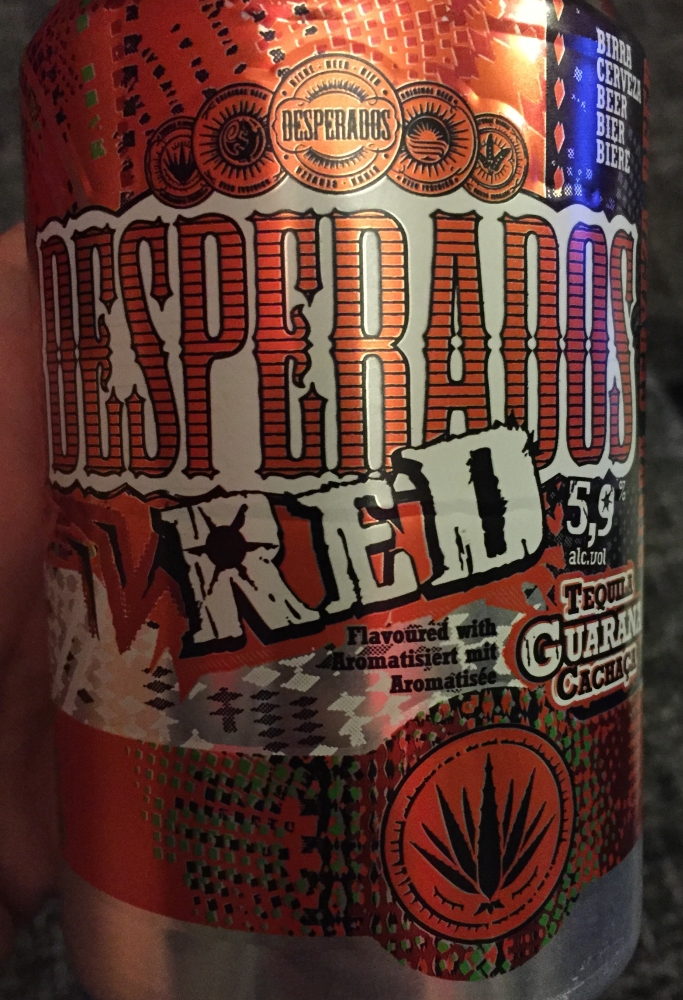 DESPERADOS
BIRRA
CERVEZA
BEER
BIER
BIERE
DESPERADOS
RED
5,9%
alc.vol
TEQUILA
GUARAN
CACHAÇA
Flavoured with
Aromatisiert mit
Aromatisée